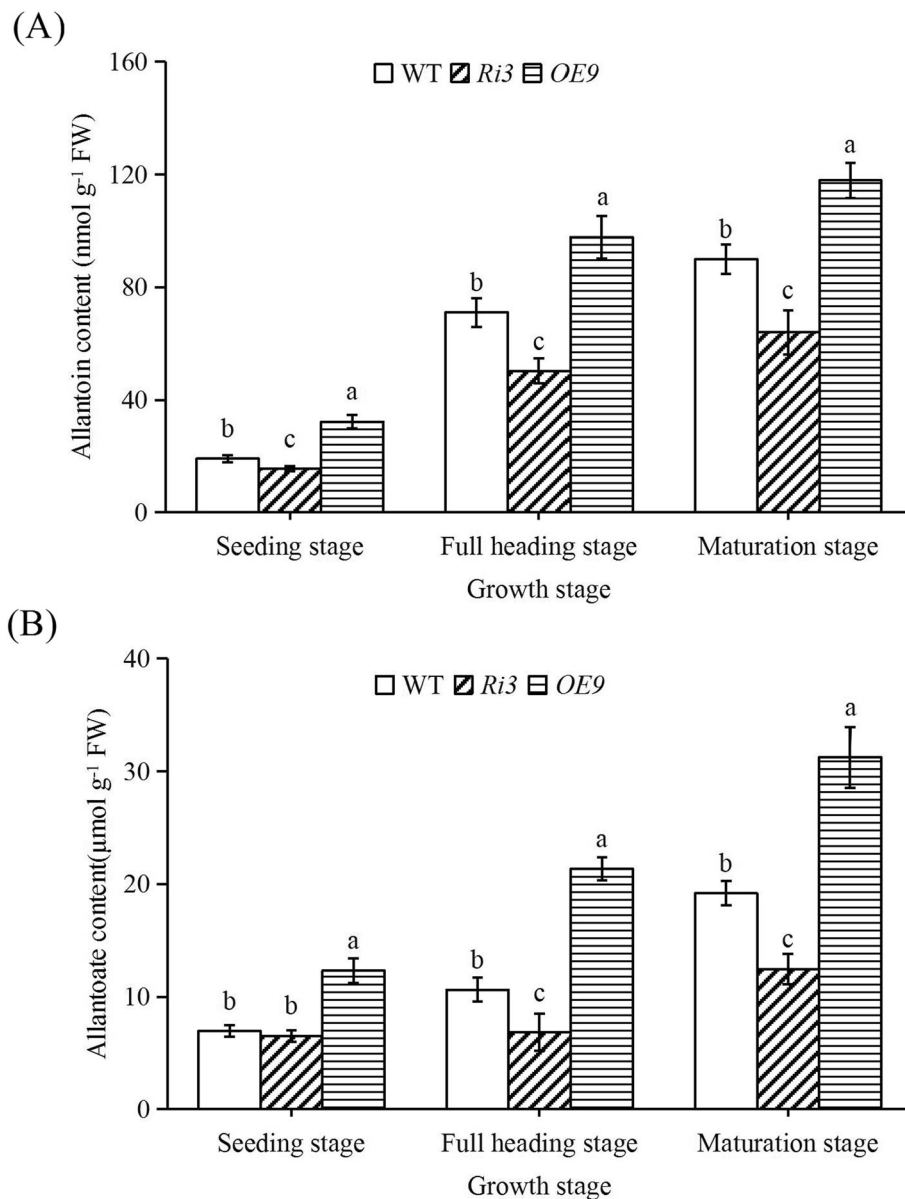 (A)
160
120
80
40
0
Allantoin content (nmol g⁻¹ FW)
WT Ri3 OE9
b c a
b c a
b c a
Seeding stage Full heading stage Maturation stage
Growth stage
(B)
40
30
20
10
0
Allantoate content(μmol g⁻¹ FW)
WT Ri3 OE9
b b a
b c a
b c a
Seeding stage Full heading stage Maturation stage
Growth stage